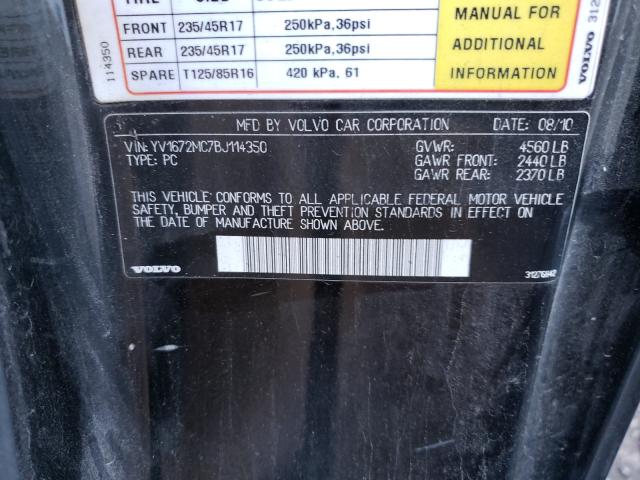 MANUAL FOR
FRONT 235/45R17 250kPa,36psi
ADDITIONAL
REAR 235/45R17 250kPa,36psi
SPARE T125/85R16 420 kPa, 61
INFORMATION
114350
VOLVO
MFD BY VOLVO CAR CORPORATION DATE: 08/10
VIN: YV1672MC7BJ114350 GVWR: 4560 LB
TYPE: PC GAWR FRONT: 2440 LB
GAWR REAR: 2370 LB
THIS VEHICLE CONFORMS TO ALL APPLICABLE FEDERAL MOTOR VEHICLE
SAFETY, BUMPER AND THEFT PREVENTION STANDARDS IN EFFECT ON
THE DATE OF MANUFACTURE SHOWN ABOVE.
VOLVO